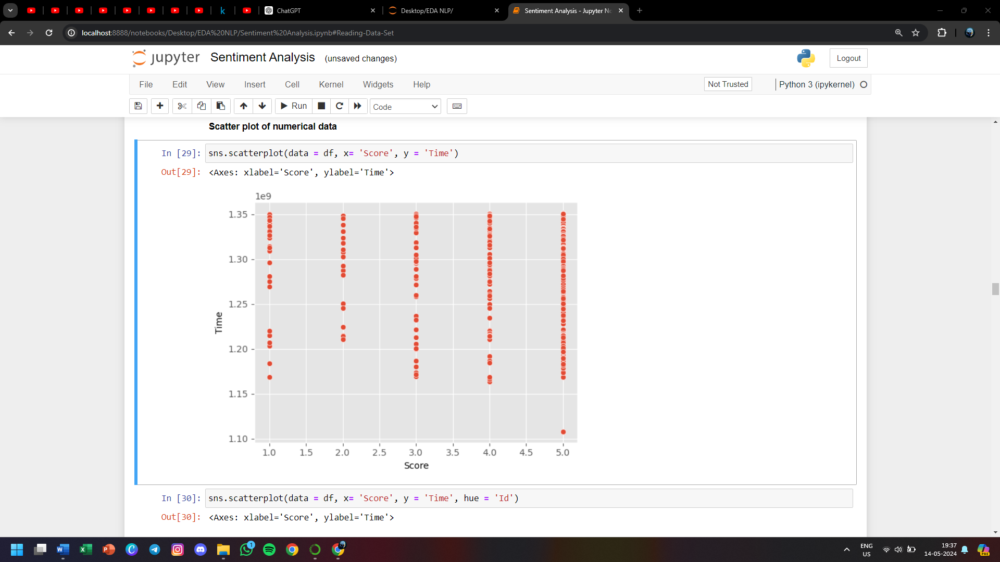 ChatGPT
Desktop/EDA NLP/
Sentiment Analysis - Jupyter No
localhost:8888/notebooks/Desktop/EDA%20NLP/Sentiment%20Analysis.ipynb#Reading-Data-Set
jupyter Sentiment Analysis (unsaved changes)
Logout
File Edit View Insert Cell Kernel Widgets Help
Not Trusted
Python 3 (ipykernel)
Run
Code
Scatter plot of numerical data
In [29]: sns.scatterplot(data = df, x= 'Score', y = 'Time')
Out[29]: <Axes: xlabel='Score', ylabel='Time'>
1e9
1.35
1.30
1.25
1.20
1.15
1.10
Time
1.0 1.5 2.0 2.5 3.0 3.5 4.0 4.5 5.0
Score
In [30]: sns.scatterplot(data = df, x= 'Score', y = 'Time', hue = 'Id')
Out[30]: <Axes: xlabel='Score', ylabel='Time'>
1
ENG
US
19:37
14-05-2024
PRE